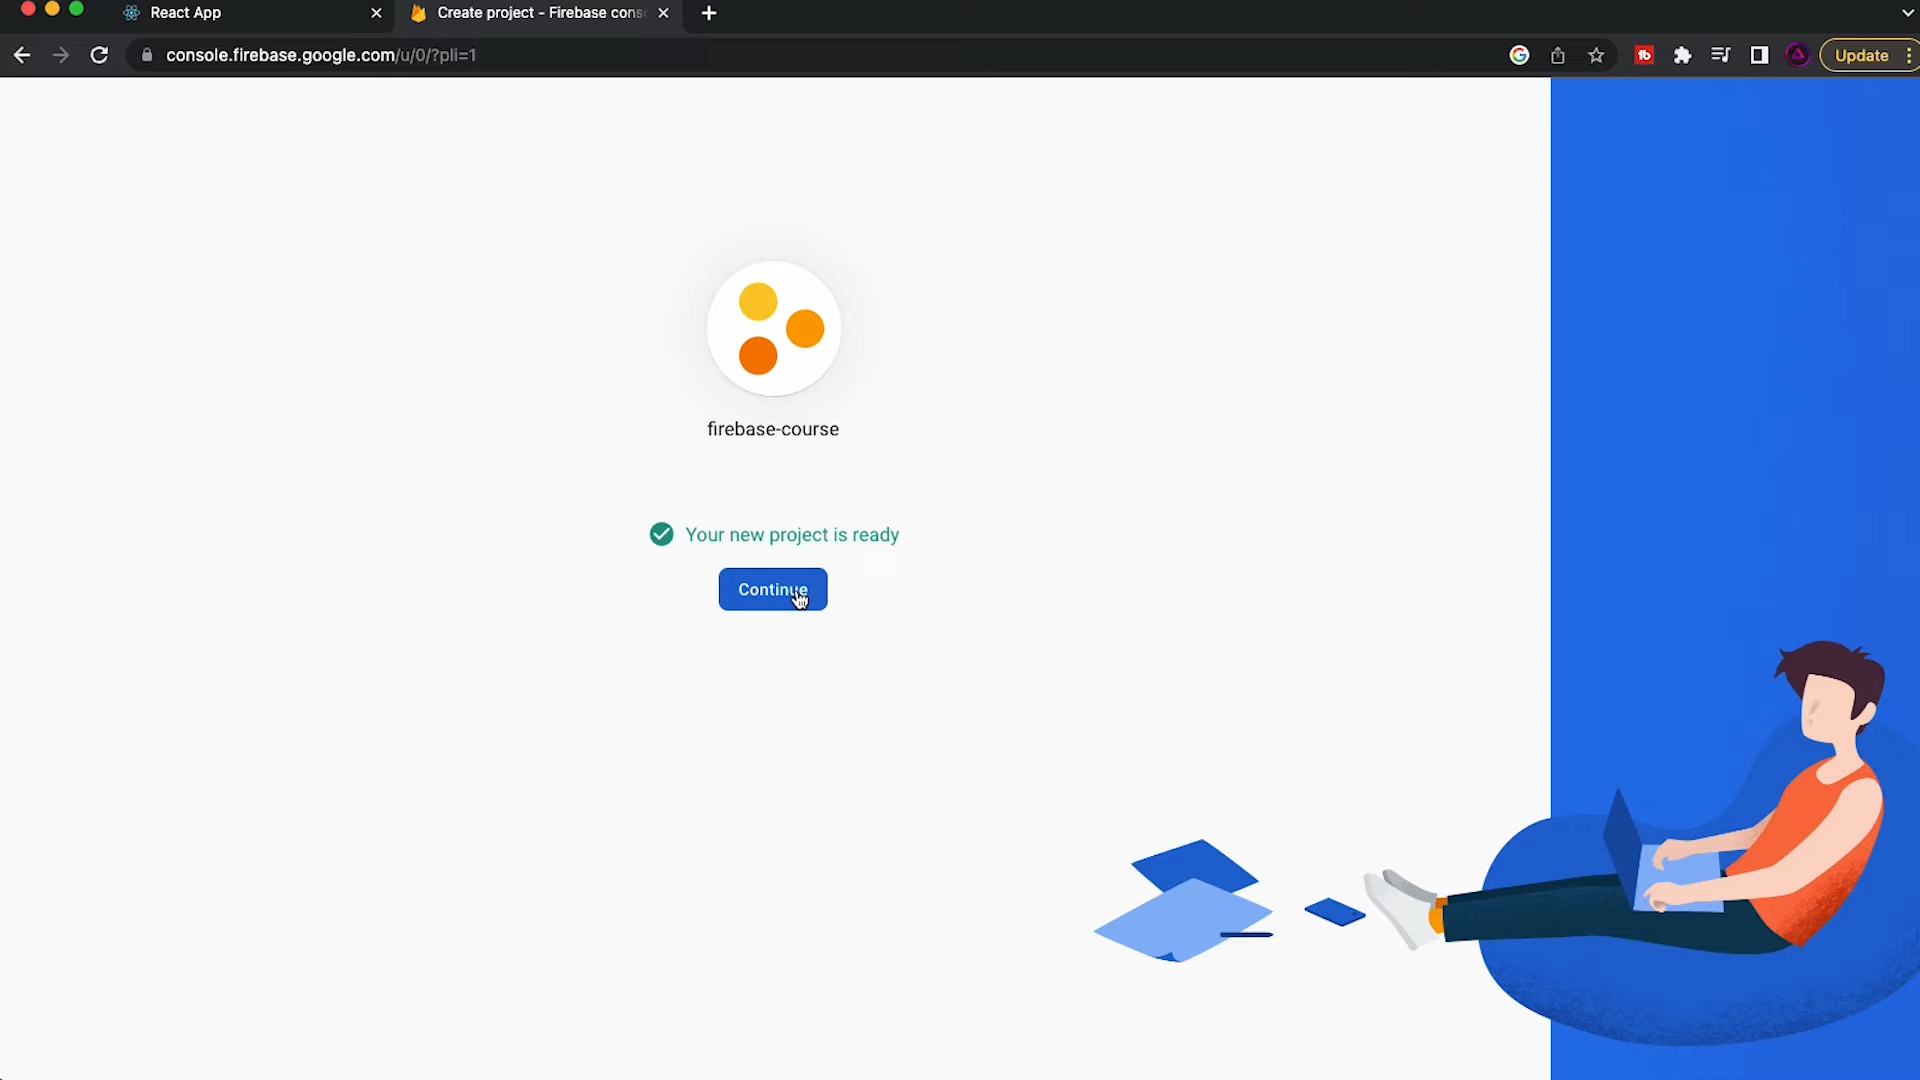 React App
Create project - Firebase cons
console.firebase.google.com/u/0/?pli=1
tb
Update
firebase-course
Your new project is ready
Continue